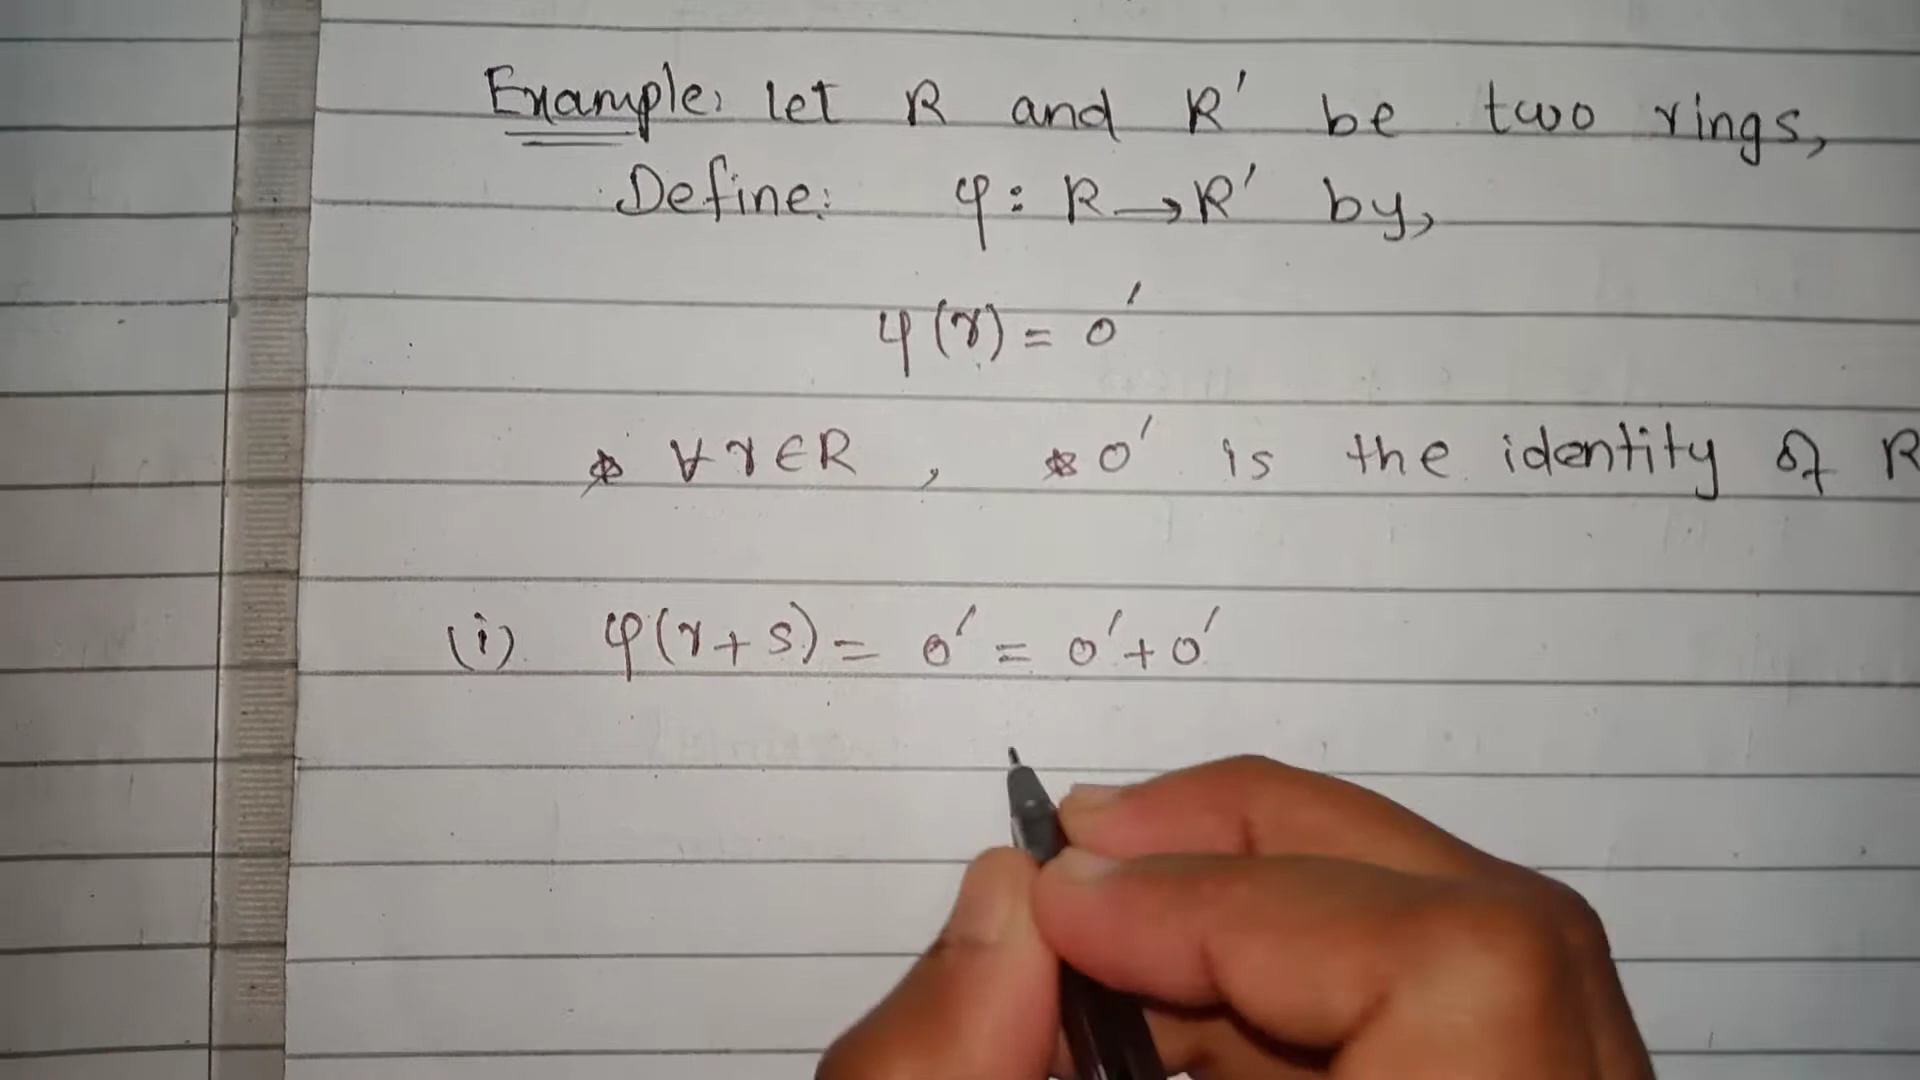 Example: let R and R' be two rings,
Define: φ: R→R' by,
φ(r) = 0'
* ∀ r∈R , * 0' is the identity of R
(i) φ(r+s) = 0' = 0'+0'